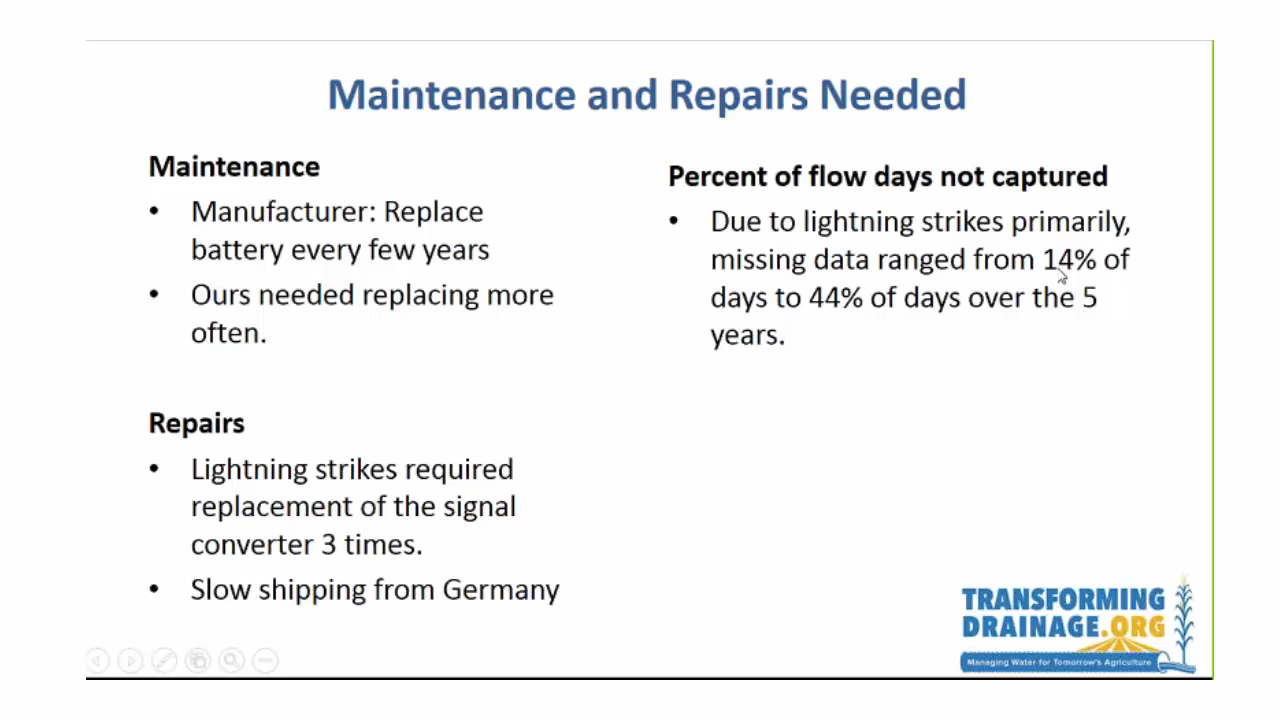 Maintenance and Repairs Needed
Maintenance
• Manufacturer: Replace
battery every few years
• Ours needed replacing more
often.
Repairs
• Lightning strikes required
replacement of the signal
converter 3 times.
• Slow shipping from Germany
Percent of flow days not captured
• Due to lightning strikes primarily,
missing data ranged from 14% of
days to 44% of days over the 5
years.
TRANSFORMING
DRAINAGE.ORG
Managing Water for Tomorrow's Agriculture